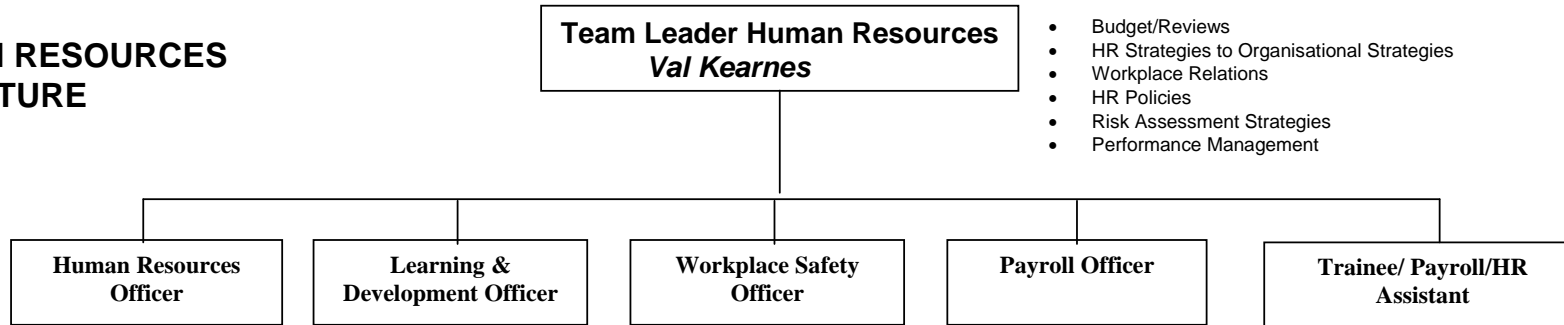 RESOURCES
Team Leader Human Resources
Val Kearnes
• Budget/Reviews
• HR Strategies to Organisational Strategies
• Workplace Relations
• HR Policies
• Risk Assessment Strategies
• Performance Management
Human Resources
Officer
Learning &
Development Officer
Workplace Safety
Officer
Payroll Officer
Trainee/ Payroll/HR
Assistant